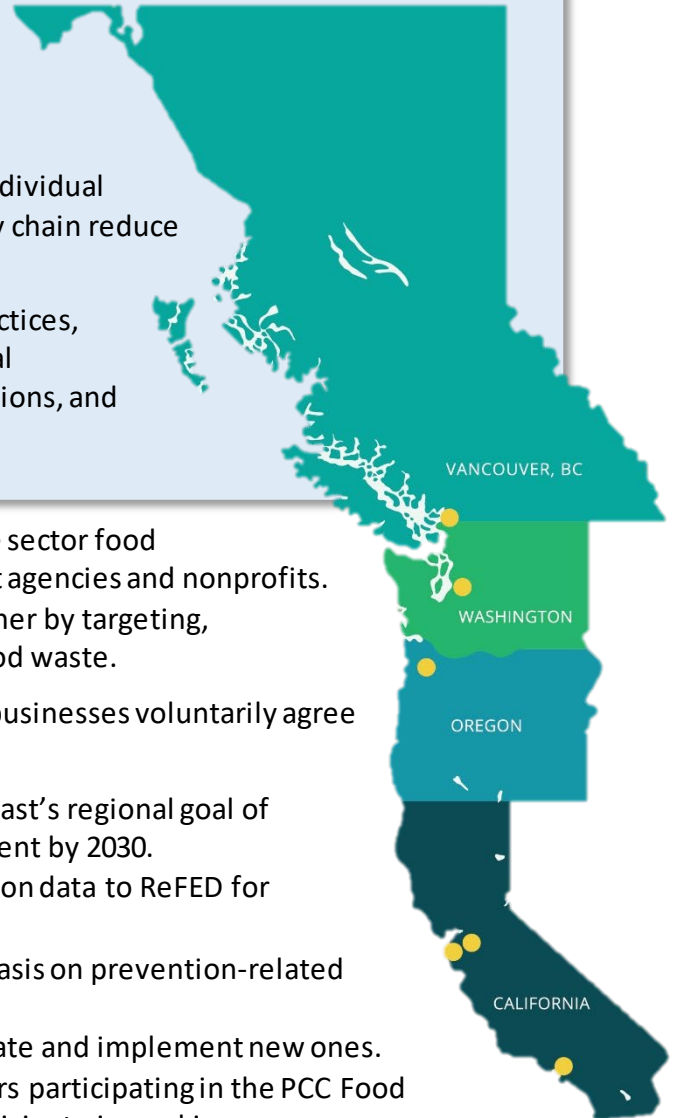 dividual
chain reduce
ctices,
al
ions, and
sector food
agencies and nonprofits.
ner by targeting,
od waste.
businesses voluntarily agree
ast's regional goal of
ent by 2030.
on data to ReFED for
asis on prevention-related
ate and implement new ones.
rs participating in the PCC Food
VANCOUVER, BC
WASHINGTON
OREGON
CALIFORNIA